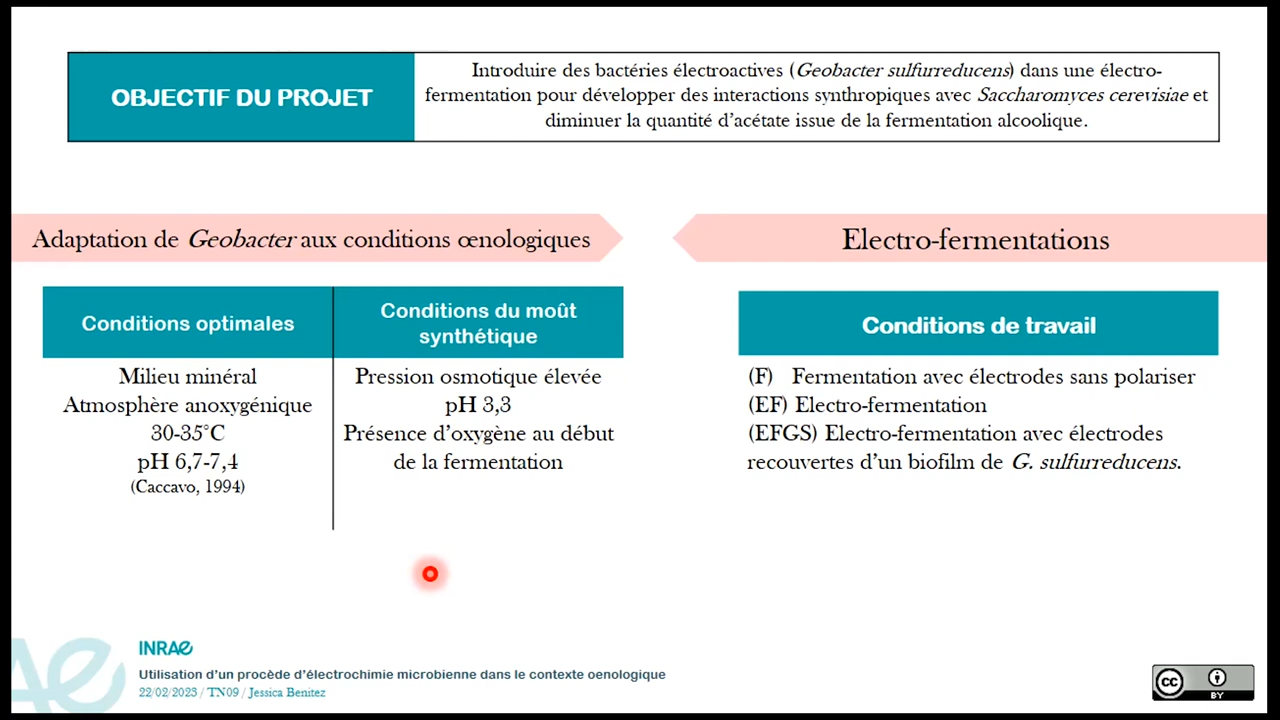 OBJECTIF DU PROJET
Introduire des bactéries électroactives (Geobacter sulfurreducens) dans une électro-
fermentation pour développer des interactions synthropiques avec Saccharomyces cerevisiae et
diminuer la quantité d’acétate issue de la fermentation alcoolique.
Adaptation de Geobacter aux conditions œnologiques
Conditions optimales
Milieu minéral
Atmosphère anoxygénique
30-35°C
pH 6,7-7,4
(Caccavo, 1994)
Conditions du moût
synthétique
Pression osmotique élevée
pH 3,3
Présence d’oxygène au début
de la fermentation
Electro-fermentations
Conditions de travail
(F) Fermentation avec électrodes sans polariser
(EF) Electro-fermentation
(EFGS) Electro-fermentation avec électrodes
recouvertes d’un biofilm de G. sulfurreducens.
INRAE
Utilisation d’un procède d’électrochimie microbienne dans le contexte oenologique
22/02/2023 / TN09 / Jessica Benitez
CC
BY